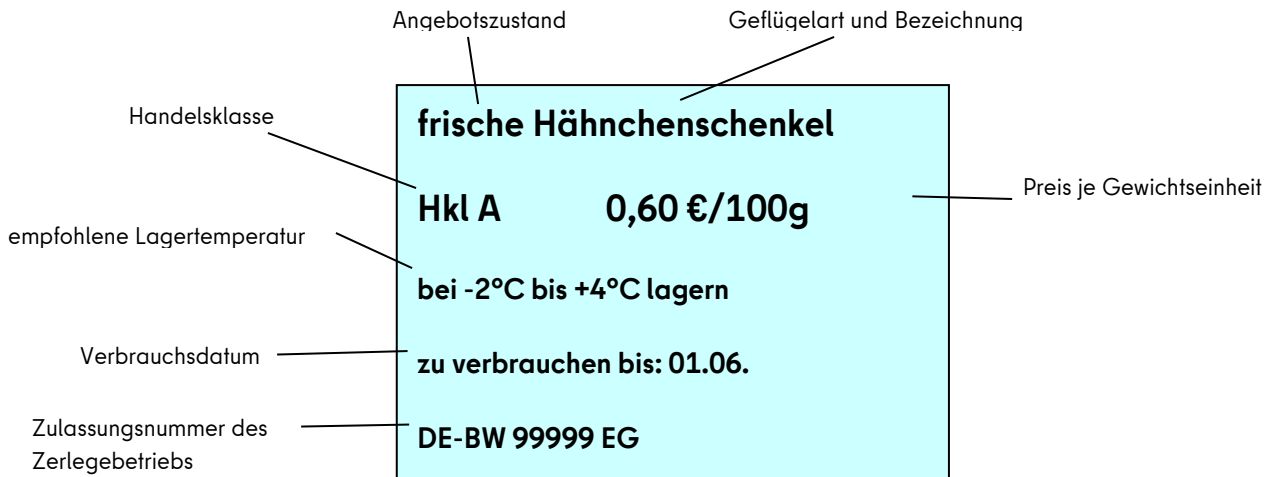 Angebotszustand
Geflügelart und Bezeichnung
Handelsklasse
frische Hähnchenschenkel
Preis je Gewichtseinheit
Hkl A 0,60 €/100g
empfohlene Lagertemperatur
bei -2°C bis +4°C lagern
Verbrauchsdatum
zu verbrauchen bis: 01.06.
Zulassungsnummer des
Zerlegebetriebs
DE-BW 99999 EG